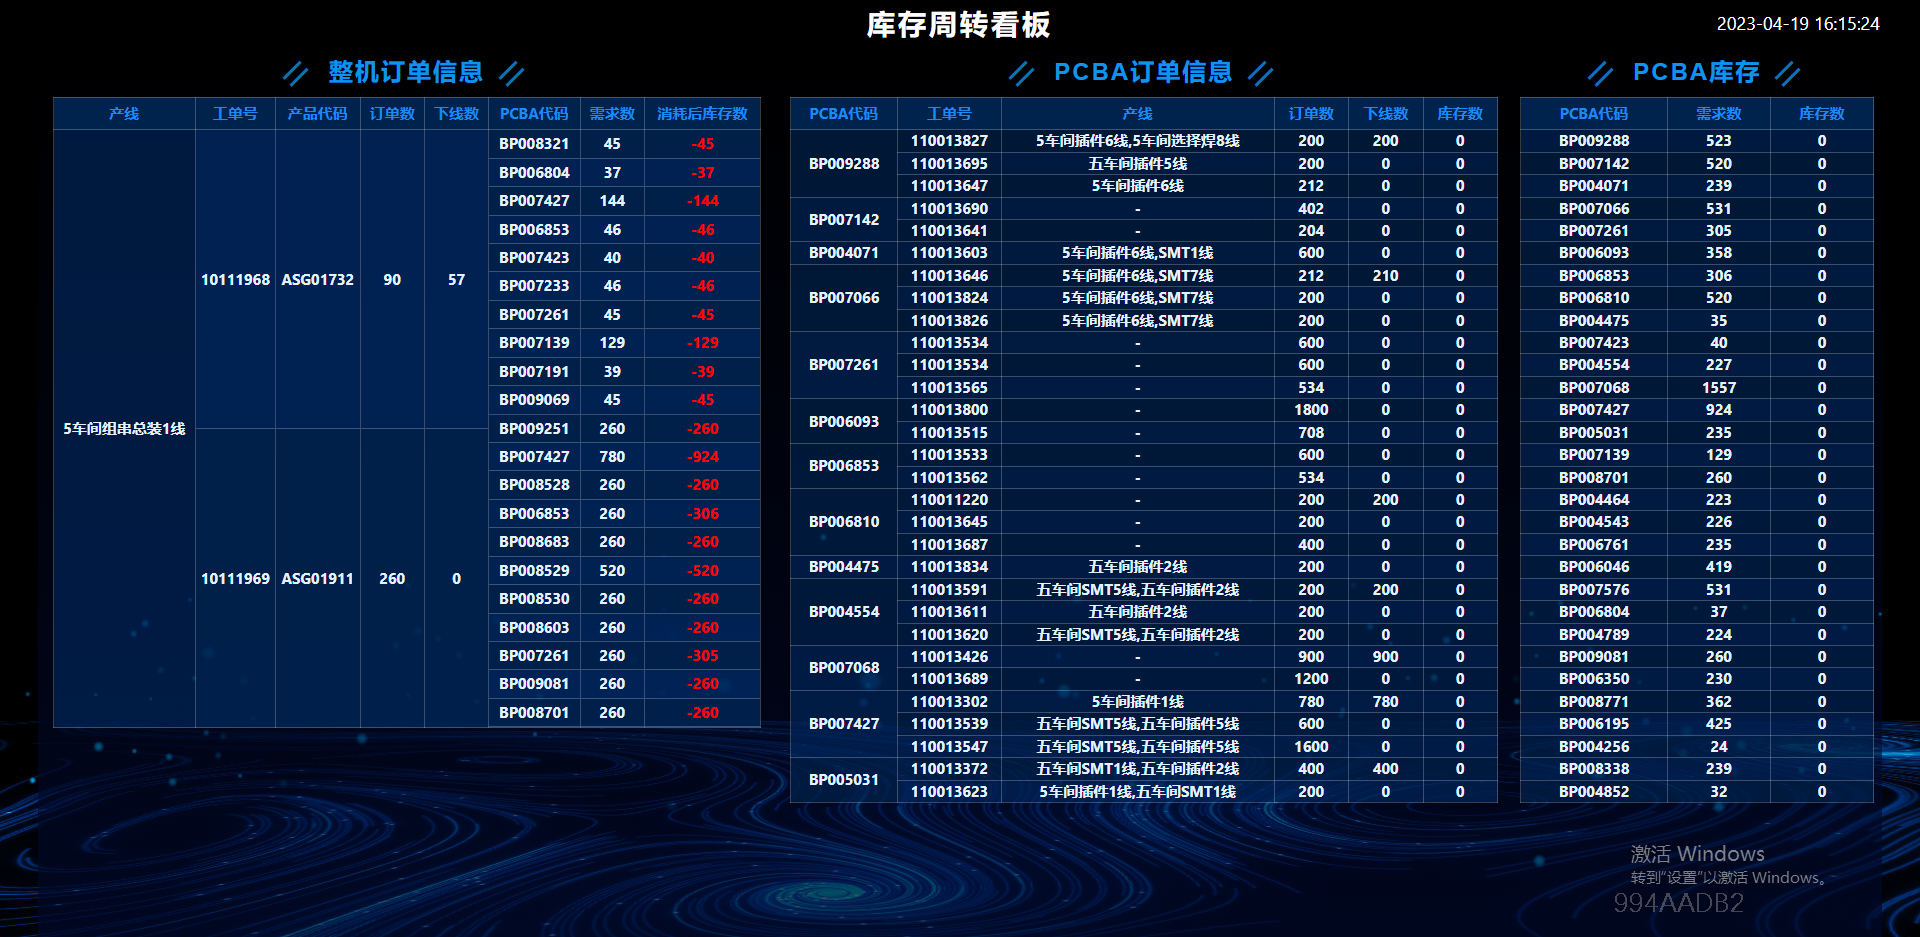 库存周转看板
2023-04-19 16:15:24
整机订单信息
产线 工单号 产品代码 订单数 下线数 PCBA代码 需求数 消耗后库存数
5车间组串总装1线
10111968 ASG01732 90 57
BP008321 45 -45
BP006804 37 -37
BP007427 144 -144
BP006853 46 -46
BP007423 40 -40
BP007233 46 -46
BP007261 45 -45
BP007139 129 -129
BP007191 39 -39
BP009069 45 -45
10111969 ASG01911 260 0
BP009251 260 -260
BP007427 780 -924
BP008528 260 -260
BP006853 260 -306
BP008683 260 -260
BP008529 520 -520
BP008530 260 -260
BP008603 260 -260
BP007261 260 -305
BP009081 260 -260
BP008701 260 -260
PCBA订单信息
PCBA代码 工单号 产线 订单数 下线数 库存数
BP009288
110013827 5车间插件6线,5车间选择焊8线 200 200 0
110013695 五车间插件5线 200 0 0
110013647 5车间插件6线 212 0 0
BP007142
110013690 - 402 0 0
110013641 - 204 0 0
BP004071 110013603 5车间插件6线,SMT1线 600 0 0
BP007066
110013646 5车间插件6线,SMT7线 212 210 0
110013824 5车间插件6线,SMT7线 200 0 0
110013826 5车间插件6线,SMT7线 200 0 0
BP007261
110013534 - 600 0 0
110013534 - 600 0 0
110013565 - 534 0 0
BP006093
110013800 - 1800 0 0
110013515 - 708 0 0
BP006853
110013533 - 600 0 0
110013562 - 534 0 0
BP006810
110011220 - 200 200 0
110013645 - 200 0 0
110013687 - 400 0 0
BP004475 110013834 五车间插件2线 200 0 0
BP004554
110013591 五车间SMT5线,五车间插件2线 200 200 0
110013611 五车间插件2线 200 0 0
110013620 五车间SMT5线,五车间插件2线 200 0 0
BP007068
110013426 - 900 900 0
110013689 - 1200 0 0
BP007427
110013302 5车间插件1线 780 780 0
110013539 五车间SMT5线,五车间插件5线 600 0 0
110013547 五车间SMT5线,五车间插件5线 1600 0 0
BP005031
110013372 五车间SMT1线,五车间插件2线 400 400 0
110013623 5车间插件1线,五车间SMT1线 200 0 0
PCBA库存
PCBA代码 需求数 库存数
BP009288 523 0
BP007142 520 0
BP004071 239 0
BP007066 531 0
BP007261 305 0
BP006093 358 0
BP006853 306 0
BP006810 520 0
BP004475 35 0
BP007423 40 0
BP004554 227 0
BP007068 1557 0
BP007427 924 0
BP005031 235 0
BP007139 129 0
BP008701 260 0
BP004464 223 0
BP004543 226 0
BP006761 235 0
BP006046 419 0
BP007576 531 0
BP006804 37 0
BP004789 224 0
BP009081 260 0
BP006350 230 0
BP008771 362 0
BP006195 425 0
BP004256 24 0
BP008338 239 0
BP004852 32 0
激活 Windows
转到"设置"以激活 Windows。
994AADB2